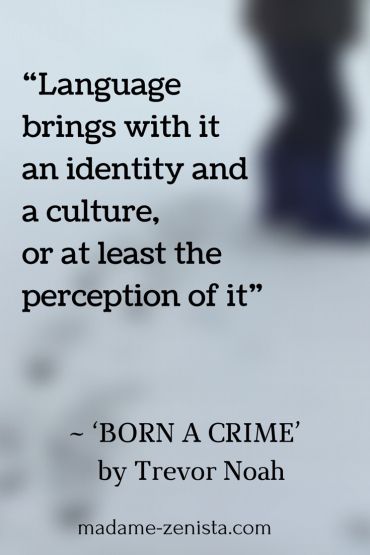 “Language
brings with it
an identity and
a culture,
or at least the
perception of it”
~ ‘BORN A CRIME’
by Trevor Noah
madame-zenista.com